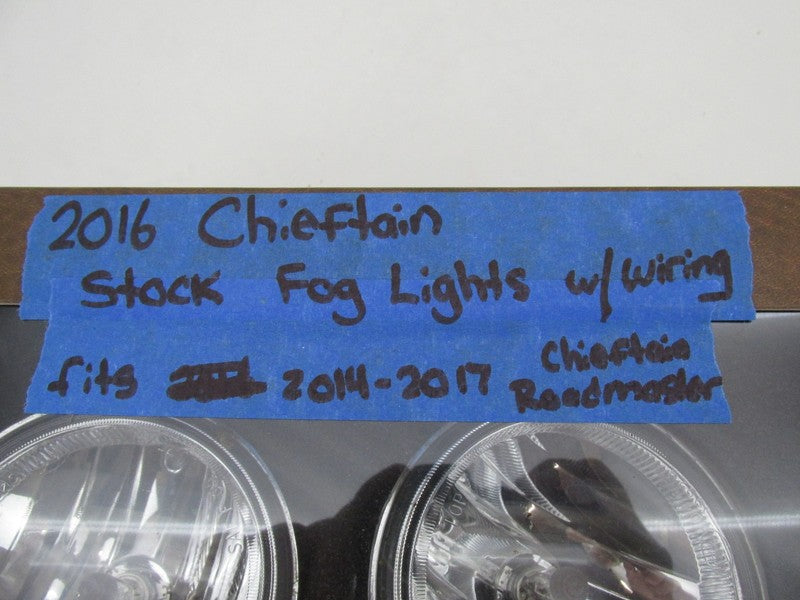 2016 Chieftain
Stock Fog Lights w/ wiring
fits 2014-2017 Chieftain
Roadmaster